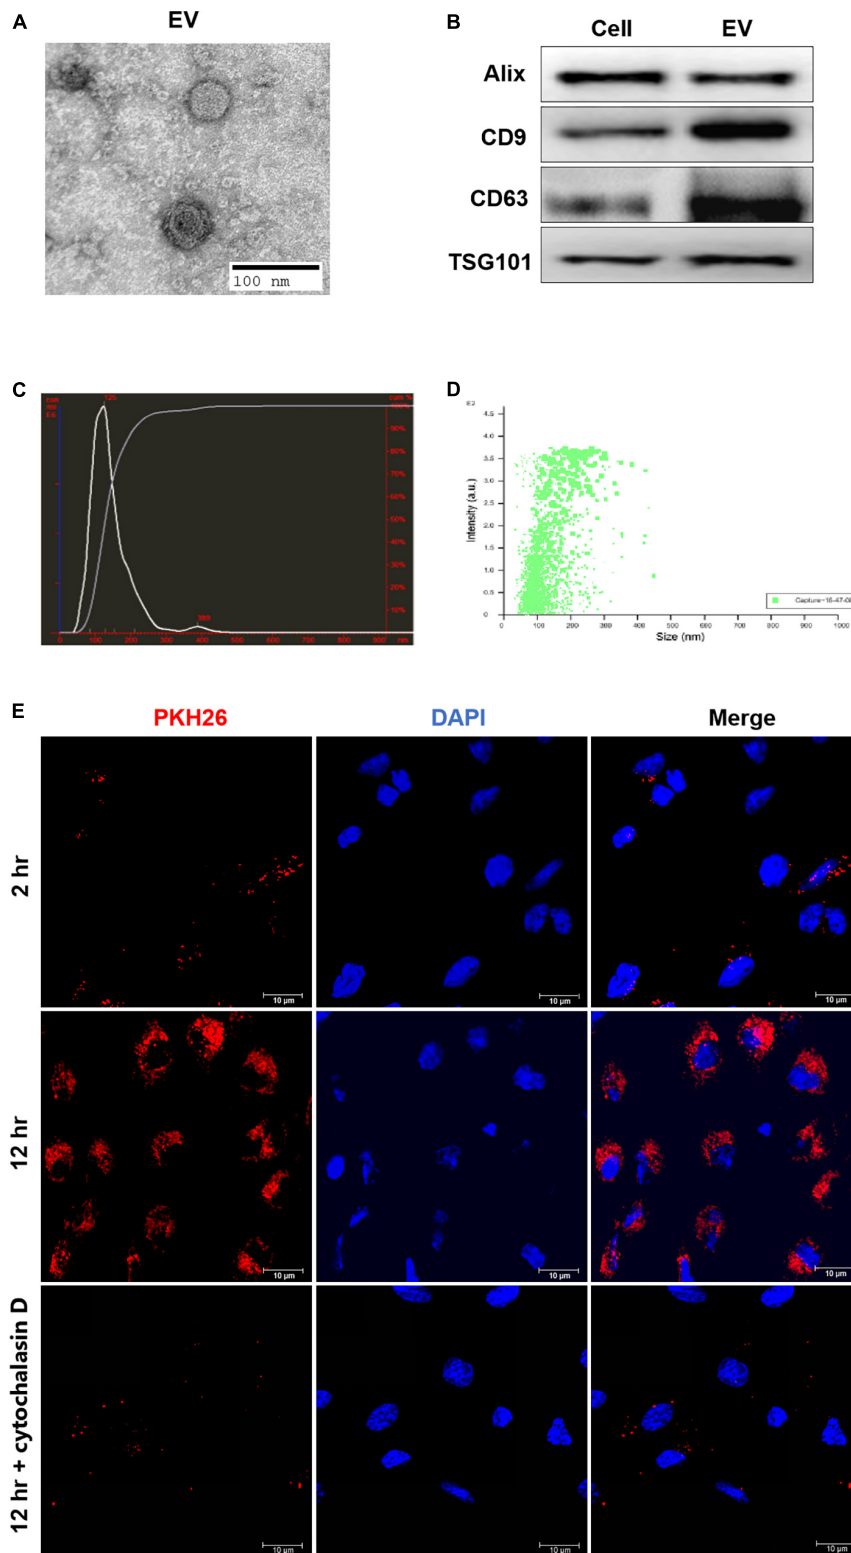 A
EV
100 nm
B
Cell EV
Alix
CD9
CD63
TSG101
C
125
100%
90%
80%
70%
60%
50%
40%
30%
20%
10%
0 100 200 300 400 500 600 700 800 900 nm
D
E2
4.5
4.0
3.5
3.0
2.5
2.0
1.5
1.0
0.5
0
0 100 200 300 400 500 600 700 800 900 1000
Intensity (a.u.)
Size (nm)
E
PKH26 DAPI Merge
2 hr
10 µm 10 µm 10 µm
12 hr
10 µm 10 µm 10 µm
12 hr + cytochalasin D
10 µm 10 µm 10 µm